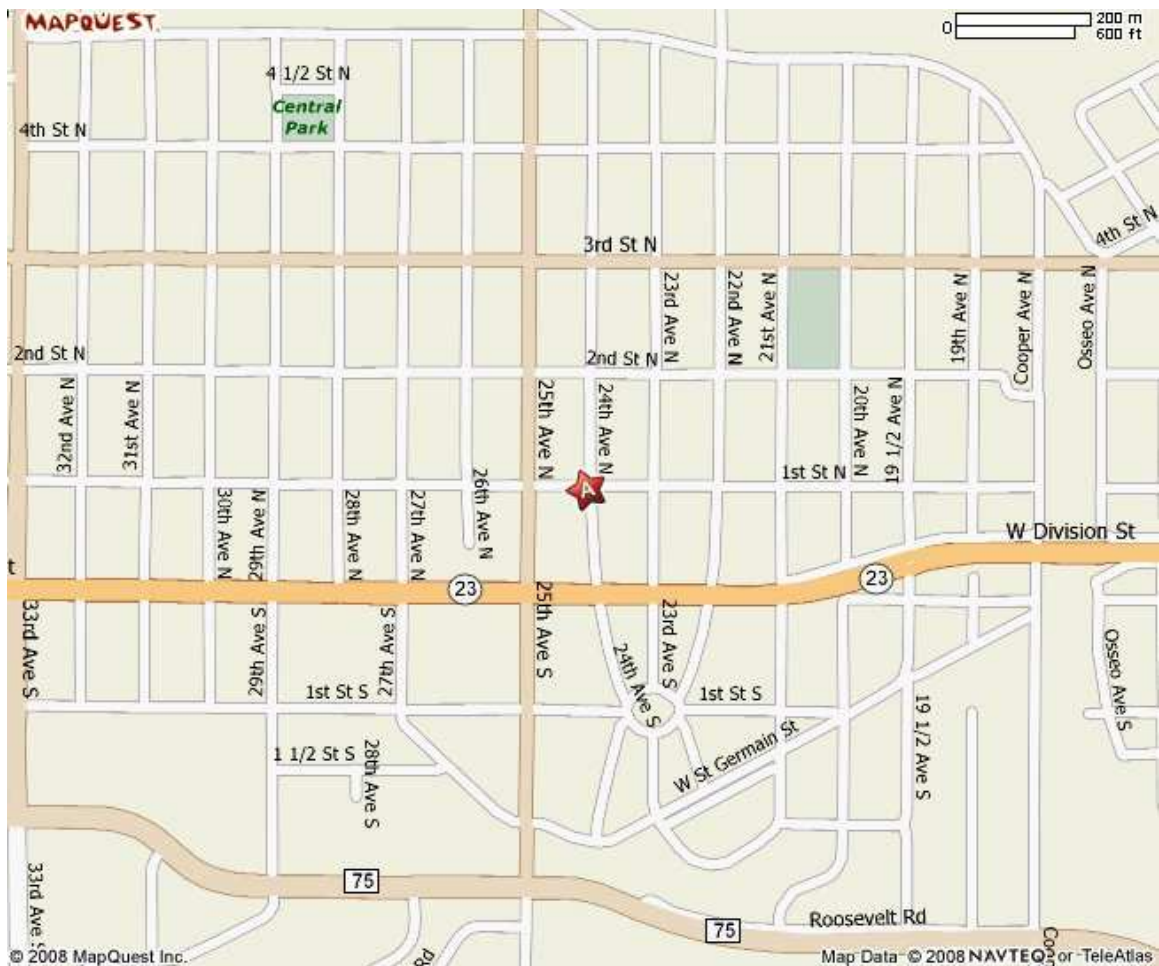 MAPQUEST.
0 200 m
600 ft
4 1/2 St N
Central
Park
4th St N
4th St N
3rd St N
23rd Ave N
22nd Ave N
21st Ave N
19th Ave N
Cooper Ave N
Osseo Ave N
2nd St N
2nd St N
32nd Ave N
31st Ave N
25th Ave N
24th Ave N
20th Ave N
19 1/2 Ave N
26th Ave N
A
1st St N
30th Ave N
29th Ave N
28th Ave N
27th Ave N
W Division St
t
23
23
33rd Ave S
29th Ave S
27th Ave S
25th Ave S
23rd Ave S
24th Ave S
Osseo Ave S
1st St S
1st St S
19 1/2 Ave S
1 1/2 St S
28th Ave S
W St Germain St
33rd Ave S
75
75
Roosevelt Rd
Rd
Coop
© 2008 MapQuest Inc.
Map Data © 2008 NAVTEQ or TeleAtlas